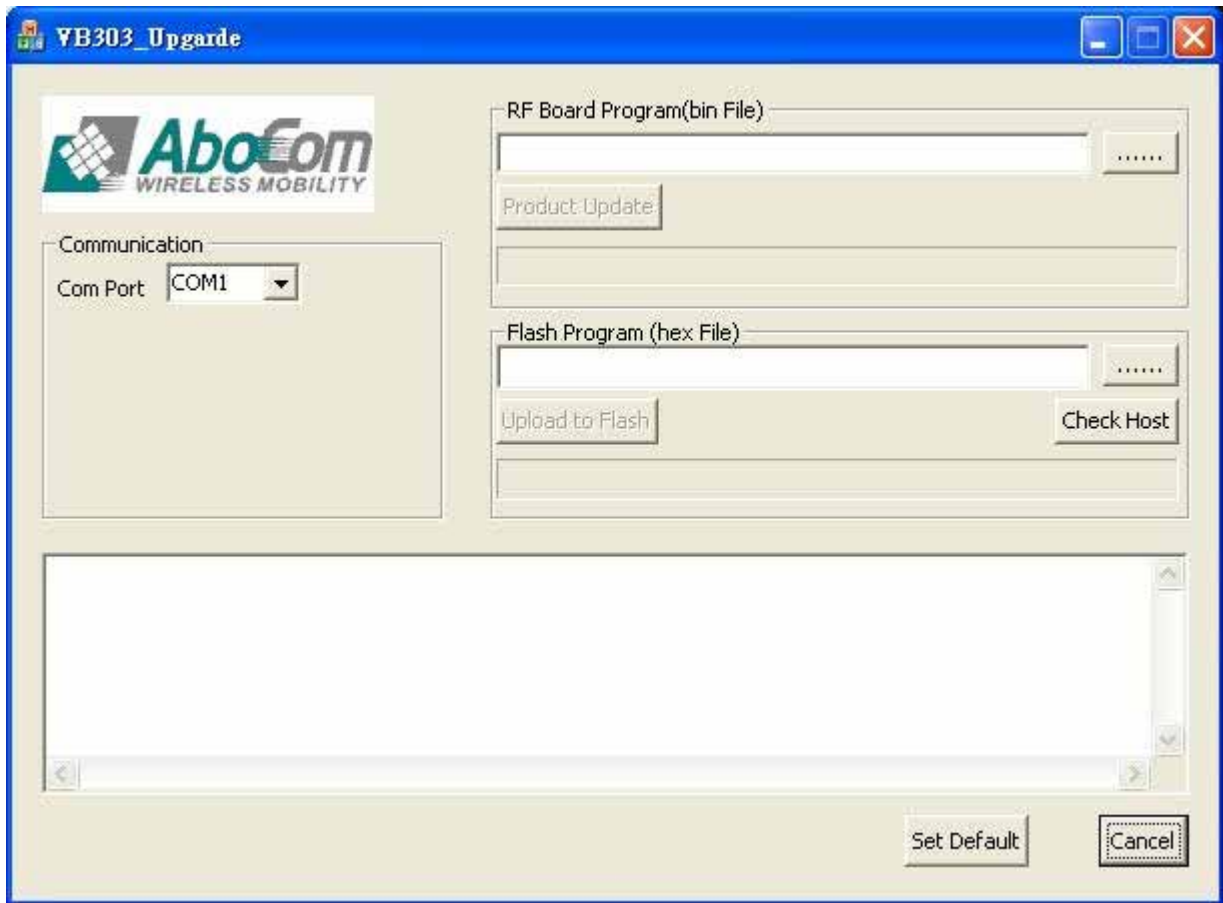 VB303_Upgarde
AboCom
WIRELESS MOBILITY
Communication
Com Port COM1
RF Board Program(bin File)
......
Product Update
Flash Program (hex File)
......
Upload to Flash Check Host
Set Default Cancel